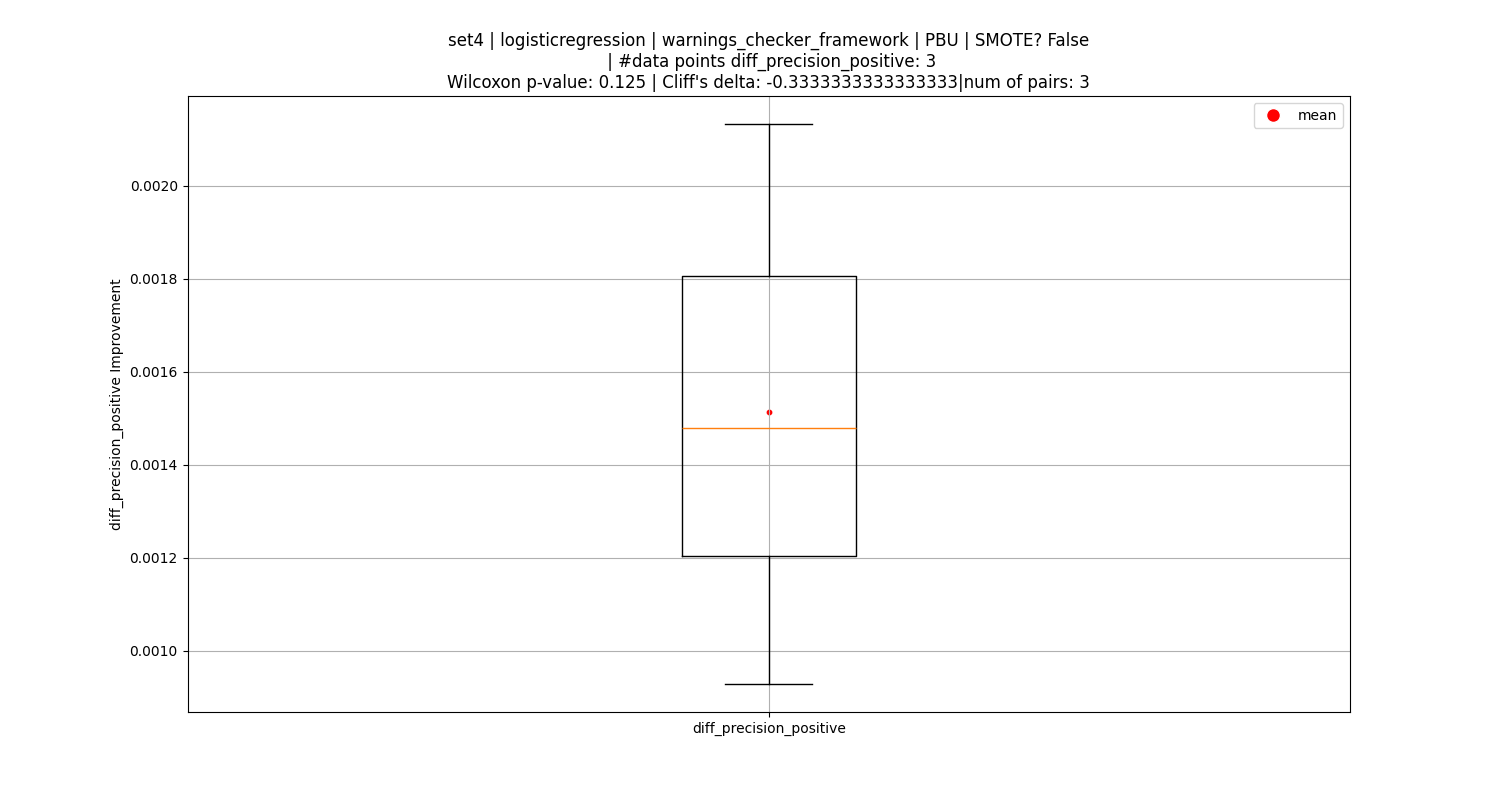 set4 | logisticregression | warnings_checker_framework | PBU | SMOTE? False
| #data points diff_precision_positive: 3
Wilcoxon p-value: 0.125 | Cliff's delta: -0.3333333333333333|num of pairs: 3
mean
0.0020
0.0018
0.0016
0.0014
0.0012
0.0010
diff_precision_positive Improvement
diff_precision_positive